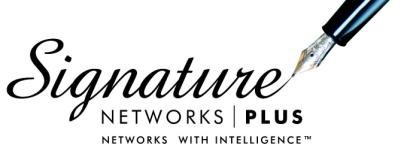 Signature
NETWORKS | PLUS
NETWORKS WITH INTELLIGENCE™